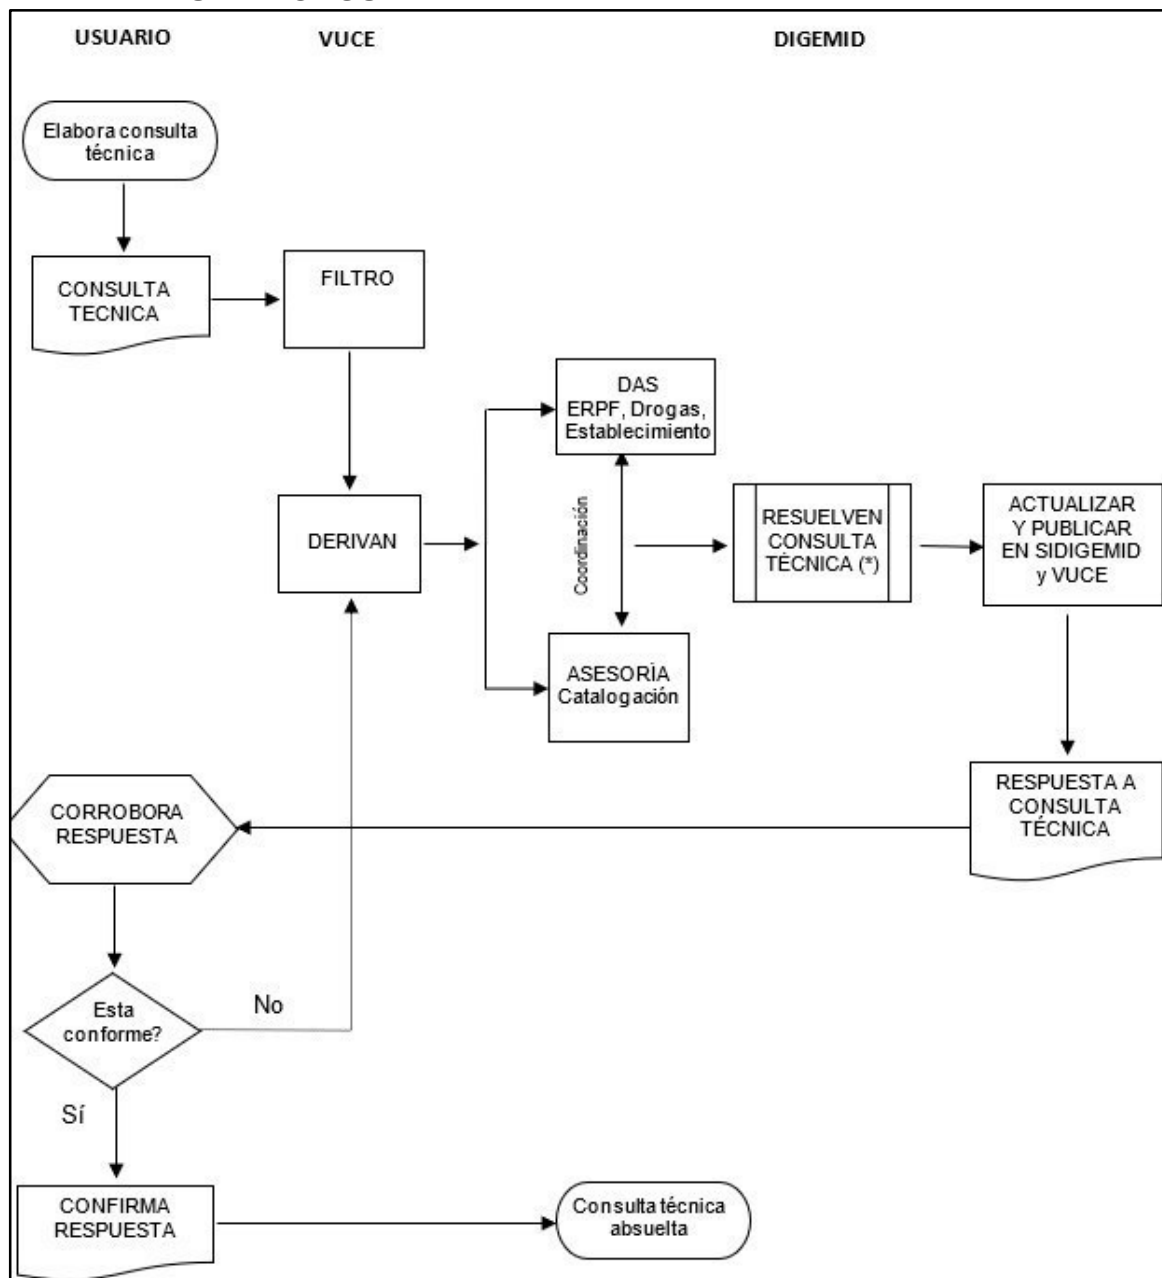 USUARIO
VUCE
DIGEMID
Elabora consulta
técnica
CONSULTA
TECNICA
FILTRO
DAS
ERPF, Drogas,
Establecimiento
DERIVAN
Coordinación
RESUELVEN
CONSULTA
TÉCNICA (*)
ACTUALIZAR
Y PUBLICAR
EN SIDIGEMID
y VUCE
ASESORÌA
Catalogación
CORROBORA
RESPUESTA
RESPUESTA A
CONSULTA
TÉCNICA
Esta
conforme?
No
Sí
CONFIRMA
RESPUESTA
Consulta técnica
absuelta